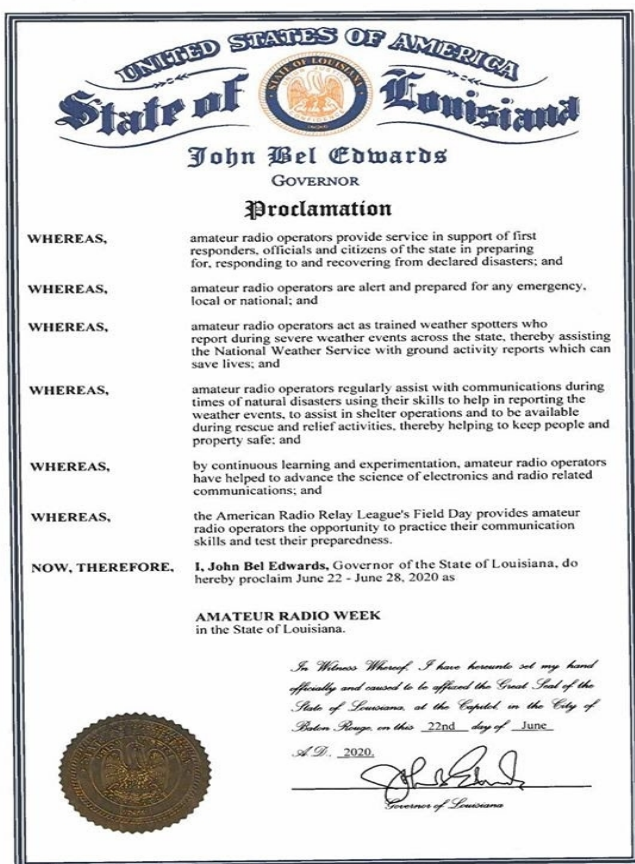 UNITED STATES OF AMERICA
State of Louisiana
STATE OF LOUISIANA
CONFIDENCE
John Bel Edwards
GOVERNOR
Proclamation
WHEREAS, amateur radio operators provide service in support of first
responders, officials and citizens of the state in preparing
for, responding to and recovering from declared disasters; and
WHEREAS, amateur radio operators are alert and prepared for any emergency,
local or national; and
WHEREAS, amateur radio operators act as trained weather spotters who
report during severe weather events across the state, thereby assisting
the National Weather Service with ground activity reports which can
save lives; and
WHEREAS, amateur radio operators regularly assist with communications during
times of natural disasters using their skills to help in reporting the
weather events, to assist in shelter operations and to be available
during rescue and relief activities, thereby helping to keep people and
property safe; and
WHEREAS, by continuous learning and experimentation, amateur radio operators
have helped to advance the science of electronics and radio related
communications; and
WHEREAS, the American Radio Relay League's Field Day provides amateur
radio operators the opportunity to practice their communication
skills and test their preparedness.
NOW, THEREFORE, I, John Bel Edwards, Governor of the State of Louisiana, do
hereby proclaim June 22 - June 28, 2020 as
AMATEUR RADIO WEEK
in the State of Louisiana.
In Witness Whereof, I have hereunto set my hand
officially and caused to be affixed the Great Seal of the
State of Louisiana, at the Capitol, in the City of
Baton Rouge, on this 22nd day of June
A.D. 2020.
Governor of Louisiana